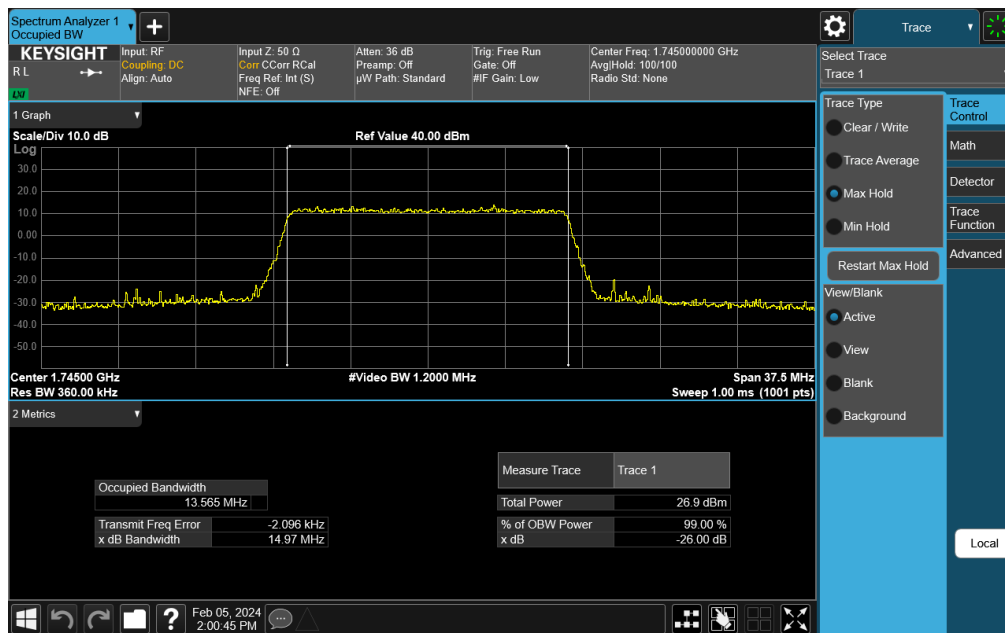 Spectrum Analyzer 1
Occupied BW
Trace
KEYSIGHT
R L
LXI
Input: RF
Coupling: DC
Align: Auto
Input Z: 50 Ω
Corr CCorr RCal
Freq Ref: Int (S)
NFE: Off
Atten: 36 dB
Preamp: Off
µW Path: Standard
Trig: Free Run
Gate: Off
#IF Gain: Low
Center Freq: 1.745000000 GHz
Avg|Hold: 100/100
Radio Std: None
Select Trace
Trace 1
1 Graph
Scale/Div 10.0 dB
Ref Value 40.00 dBm
Log
30.0
20.0
10.0
0.00
-10.0
-20.0
-30.0
-40.0
-50.0
Center 1.74500 GHz
#Video BW 1.2000 MHz
Span 37.5 MHz
Res BW 360.00 kHz
Sweep 1.00 ms (1001 pts)
Trace Type
Clear / Write
Trace Average
Max Hold
Min Hold
Restart Max Hold
View/Blank
Active
View
Blank
Background
Trace
Control
Math
Detector
Trace
Function
Advanced
Local
2 Metrics
Occupied Bandwidth
13.565 MHz
Transmit Freq Error -2.096 kHz
x dB Bandwidth 14.97 MHz
Measure Trace Trace 1
Total Power 26.9 dBm
% of OBW Power 99.00 %
x dB -26.00 dB
?
Feb 05, 2024
2:00:45 PM